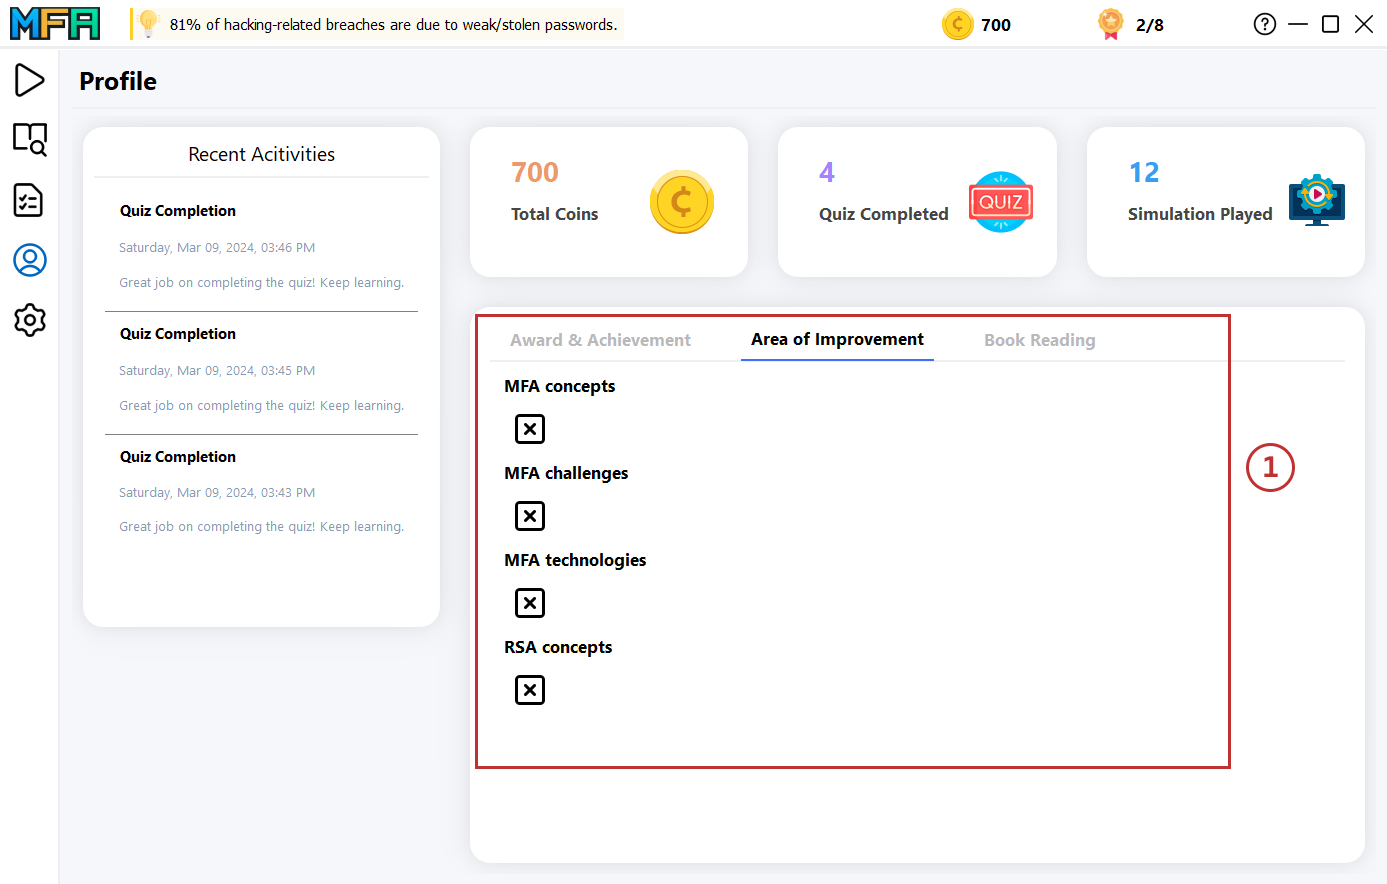 MFA
81% of hacking-related breaches are due to weak/stolen passwords.
700
2/8
Profile
Recent Acitivities
Quiz Completion
Saturday, Mar 09, 2024, 03:46 PM
Great job on completing the quiz! Keep learning.
Quiz Completion
Saturday, Mar 09, 2024, 03:45 PM
Great job on completing the quiz! Keep learning.
Quiz Completion
Saturday, Mar 09, 2024, 03:43 PM
Great job on completing the quiz! Keep learning.
700
Total Coins
4
Quiz Completed
QUIZ
12
Simulation Played
Award & Achievement
Area of Improvement
Book Reading
MFA concepts
MFA challenges
MFA technologies
RSA concepts
1